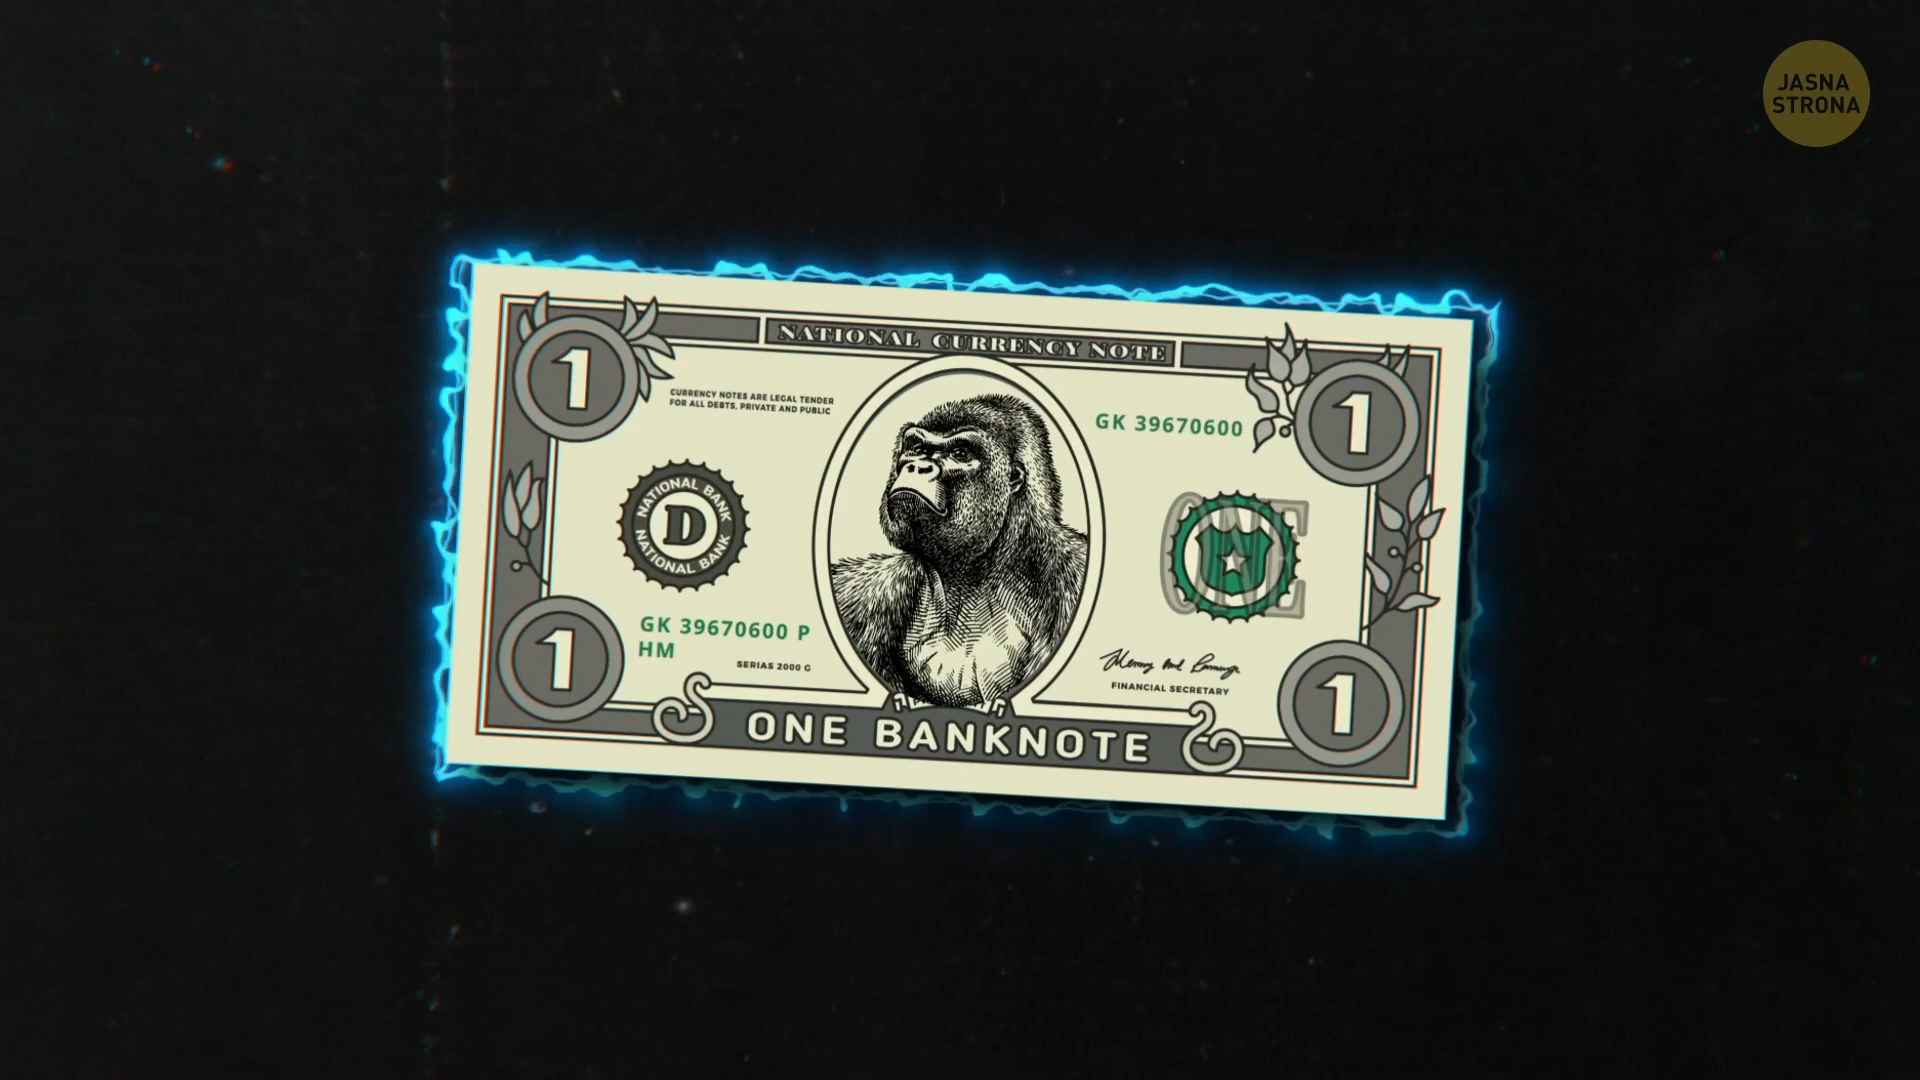 JASNA
STRONA
NATIONAL CURRENCY NOTE
1
1
CURRENCY NOTES ARE LEGAL TENDER
FOR ALL DEBTS, PRIVATE AND PUBLIC
GK 39670600
NATIONAL BANK
D
NATIONAL BANK
ONE
GK 39670600 P
HM
SERIAS 2000 G
FINANCIAL SECRETARY
1
1
ONE BANKNOTE